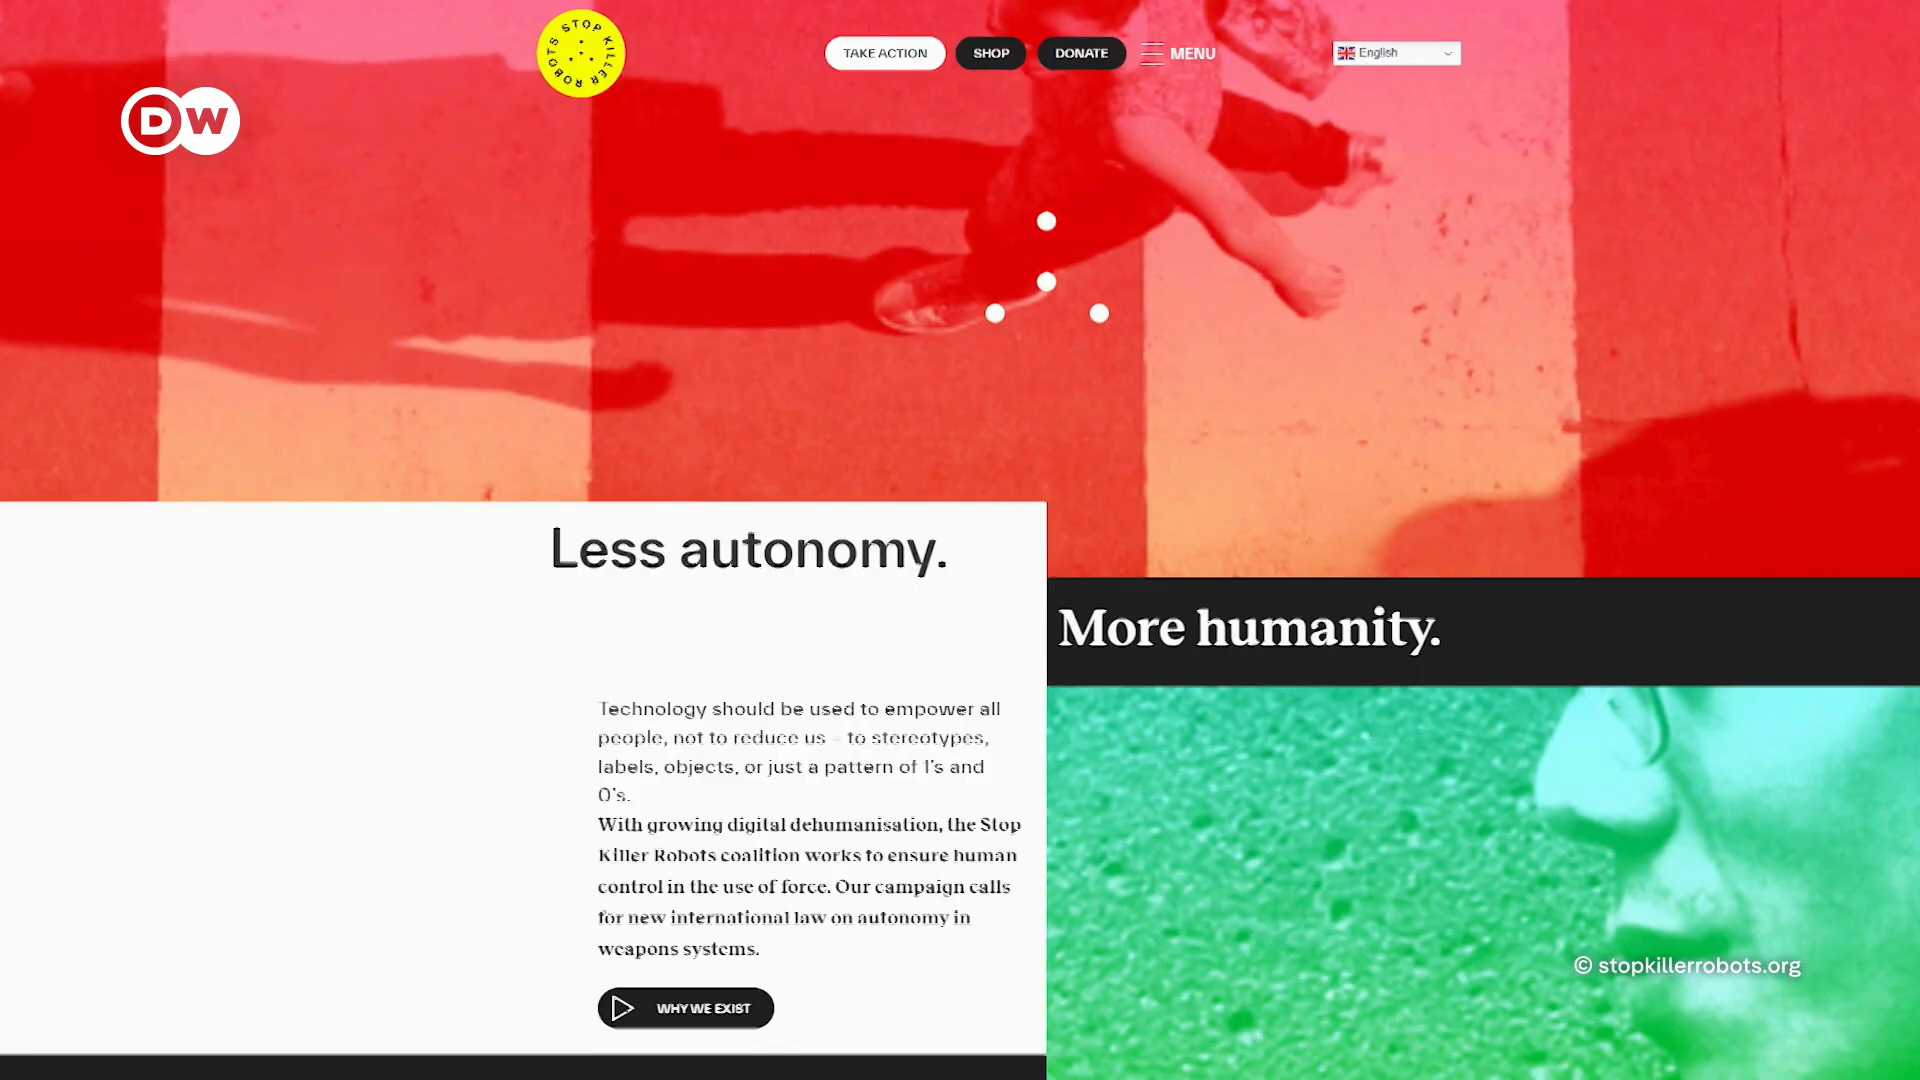 STOP KILLER ROBOTS
TAKE ACTION
SHOP
DONATE
MENU
English
DW
Less autonomy.
More humanity.
Technology should be used to empower all
people, not to reduce us – to stereotypes,
labels, objects, or just a pattern of 1's and
0's.
With growing digital dehumanisation, the Stop
Killer Robots coalition works to ensure human
control in the use of force. Our campaign calls
for new international law on autonomy in
weapons systems.
WHY WE EXIST
© stopkillerrobots.org